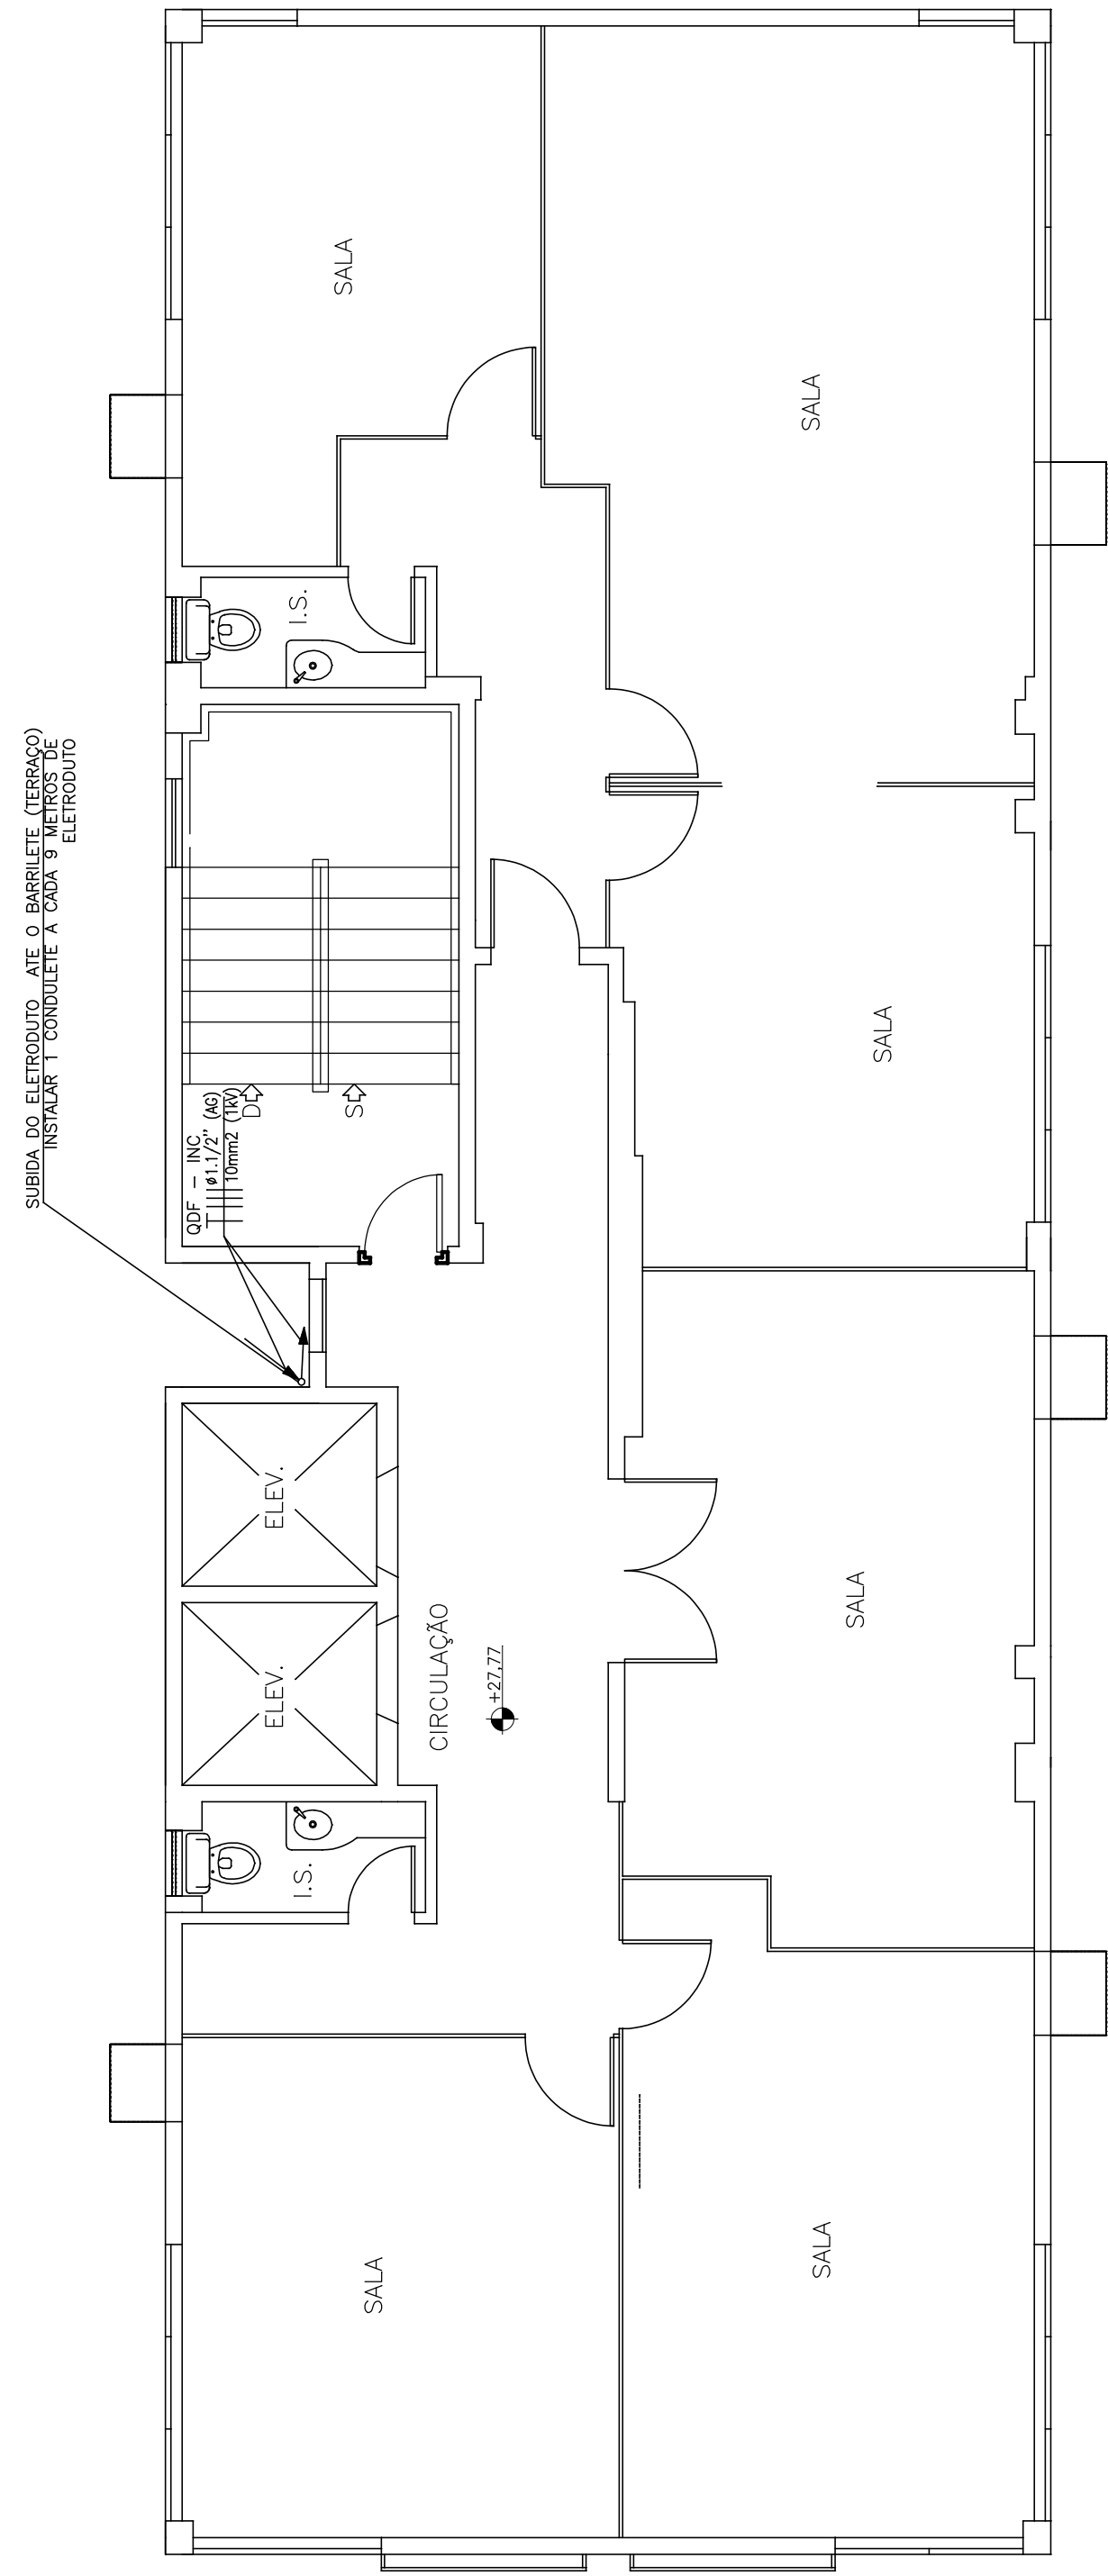 SUBIDA DO ELETRODUTO ATE O BARRILETE (TERRAÇO)
INSTALAR 1 CONDULETE A CADA 9 METROS DE
ELETRODUTO
QDF - INC
ø1.1/2" (AG)
10mm2 (1kV)
D
S
SALA
SALA
I.S.
SALA
ELEV.
ELEV.
CIRCULAÇÃO
+27,77
SALA
I.S.
SALA
SALA